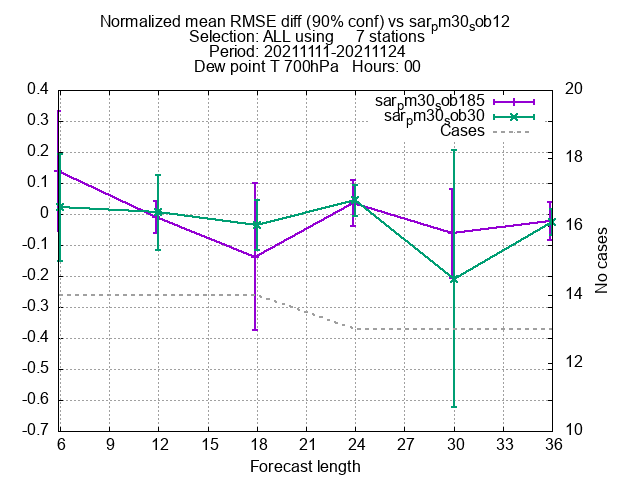 Normalized mean RMSE diff (90% conf) vs sarpm30sob12
Selection: ALL using 7 stations
Period: 20211111-20211124
Dew point T 700hPa Hours: 00
sarpm30sob185
sarpm30sob30
Cases
0.4
0.3
0.2
0.1
0
-0.1
-0.2
-0.3
-0.4
-0.5
-0.6
-0.7
20
18
16
14
12
10
No cases
6 9 12 15 18 21 24 27 30 33 36
Forecast length